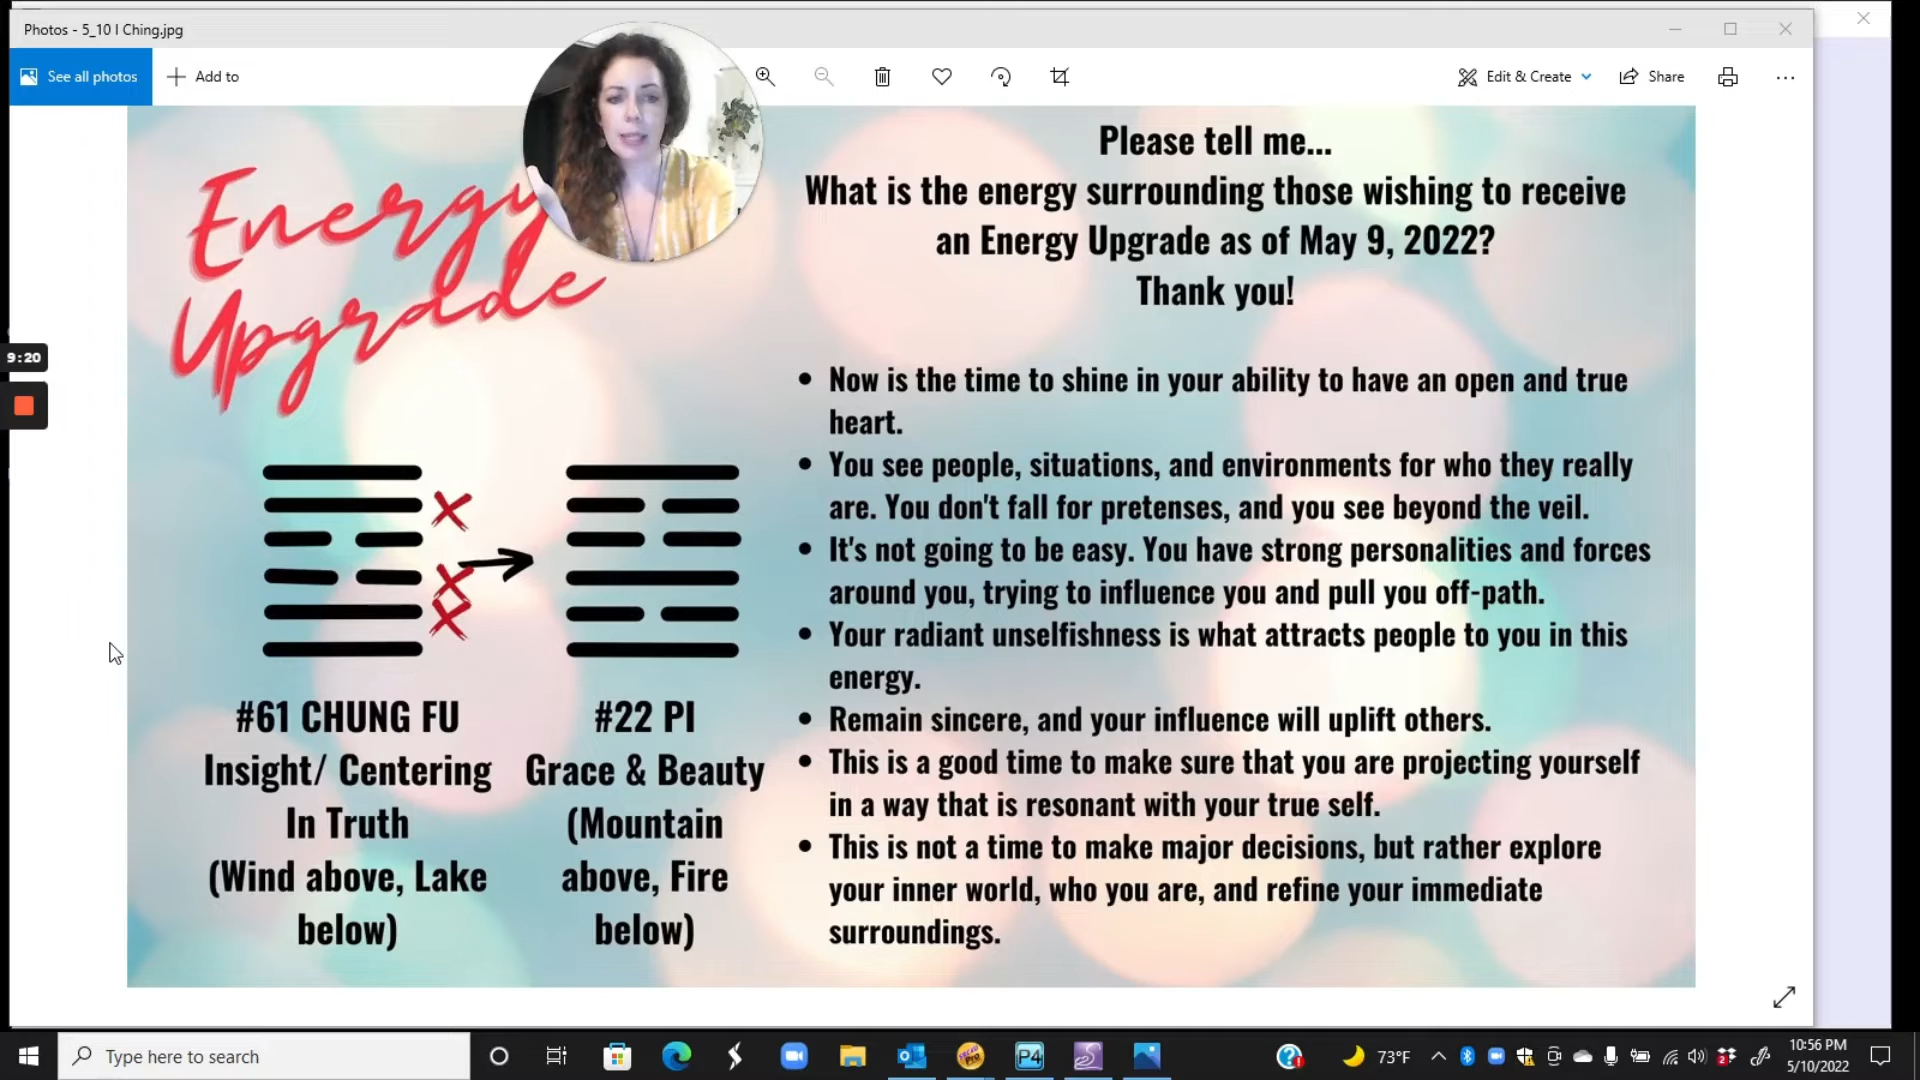 Photos - 5_10 I Ching.jpg
See all photos
Add to
Edit & Create
Share
Energy
Upgrade
Please tell me...
What is the energy surrounding those wishing to receive
an Energy Upgrade as of May 9, 2022?
Thank you!
9:20
• Now is the time to shine in your ability to have an open and true
heart.
• You see people, situations, and environments for who they really
are. You don't fall for pretenses, and you see beyond the veil.
• It's not going to be easy. You have strong personalities and forces
around you, trying to influence you and pull you off-path.
• Your radiant unselfishness is what attracts people to you in this
energy.
• Remain sincere, and your influence will uplift others.
• This is a good time to make sure that you are projecting yourself
in a way that is resonant with your true self.
• This is not a time to make major decisions, but rather explore
your inner world, who you are, and refine your immediate
surroundings.
#61 CHUNG FU
Insight/ Centering
In Truth
(Wind above, Lake
below)
#22 PI
Grace & Beauty
(Mountain
above, Fire
below)
Type here to search
P4
73°F
10:56 PM
5/10/2022